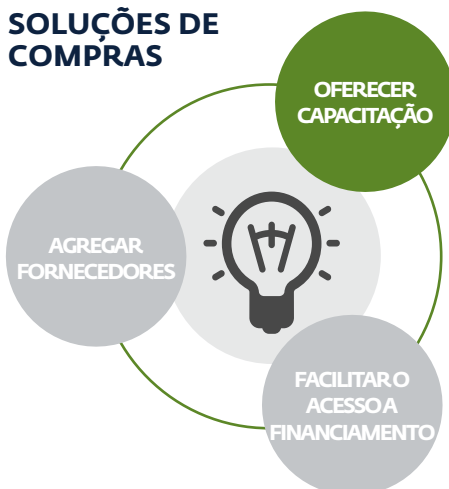 SOLUÇÕES DE
COMPRAS
OFERECER
CAPACITAÇÃO
AGREGAR
FORNECEDORES
FACILITAR O
ACESSO A
FINANCIAMENTO